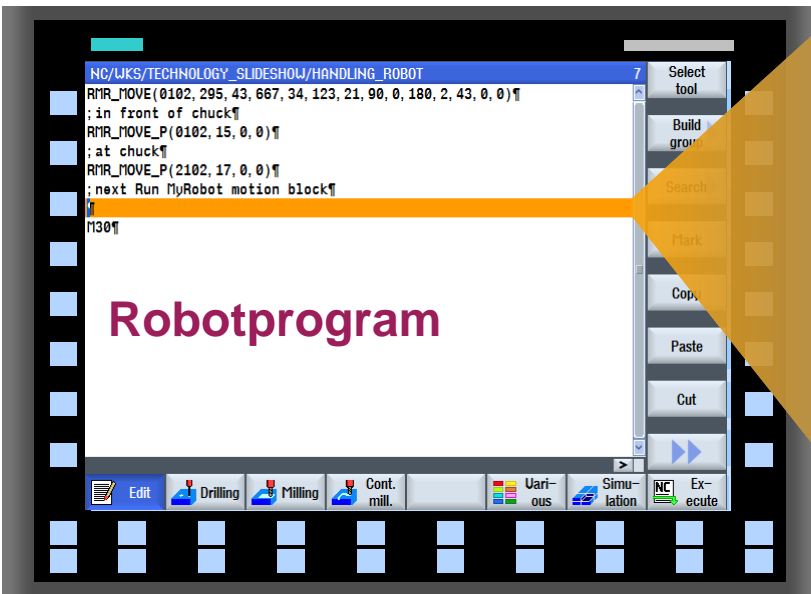 NC/WKS/TECHNOLOGY_SLIDESHOW/HANDLING_ROBOT 7
RMR_MOVE(0102,295,43,667,34,123,21,90,0,180,2,43,0,0)¶
;in front of chuck¶
RMR_MOVE_P(0102,15,0,0)¶
;at chuck¶
RMR_MOVE_P(2102,17,0,0)¶
;next Run MyRobot motion block¶
¶
M30¶
Robotprogram
Select
tool
Build
group
Search
Mark
Copy
Paste
Cut
>
Edit
Drilling
Milling
Cont.
mill.
Vari-
ous
Simu-
lation
NC
Ex-
ecute